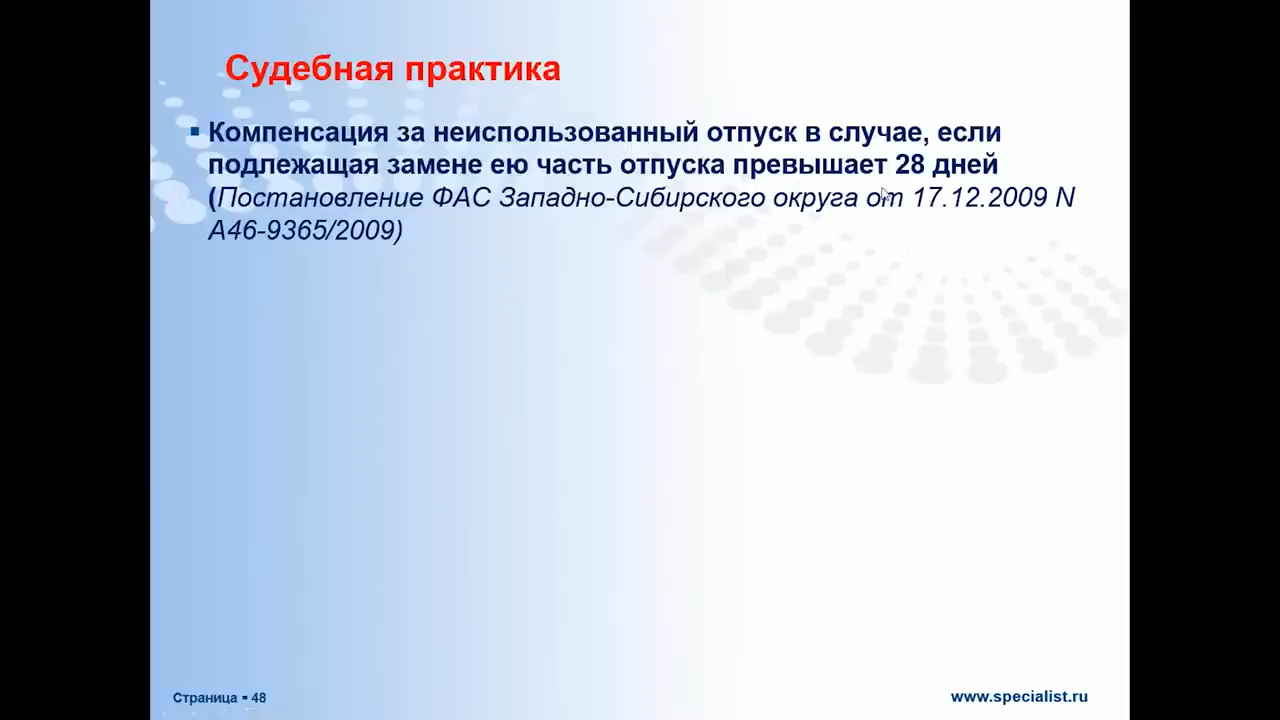 Судебная практика
▪ Компенсация за неиспользованный отпуск в случае, если
подлежащая замене ею часть отпуска превышает 28 дней
(Постановление ФАС Западно-Сибирского округа от 17.12.2009 N
А46-9365/2009)
Страница ▪ 48
www.specialist.ru